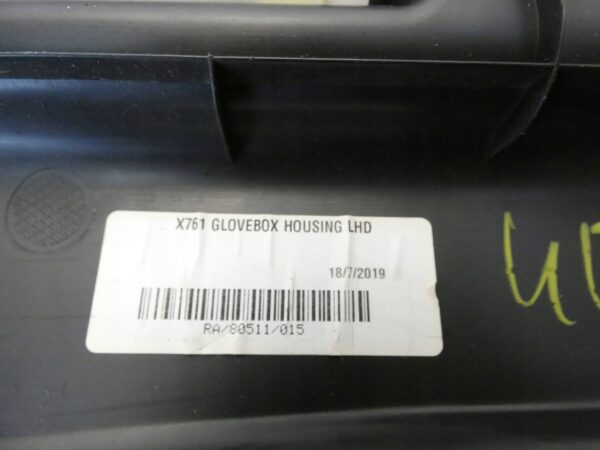 X761 GLOVEBOX HOUSING LHD
18/7/2019
RA/80511/015